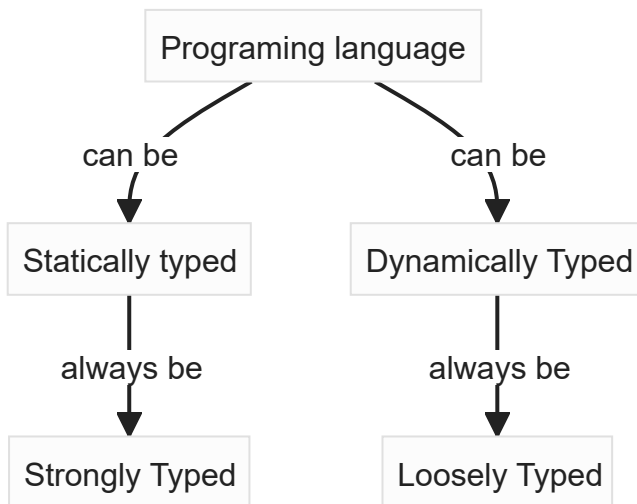 Programing language
can be
can be
Statically typed
Dynamically Typed
always be
always be
Strongly Typed
Loosely Typed